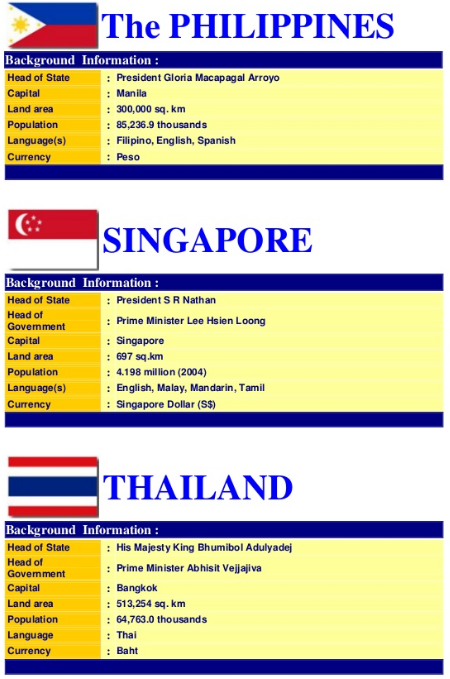 The PHILIPPINES
Background Information :
Head of State : President Gloria Macapagal Arroyo
Capital : Manila
Land area : 300,000 sq. km
Population : 85,236.9 thousands
Language(s) : Filipino, English, Spanish
Currency : Peso
SINGAPORE
Background Information :
Head of State : President S R Nathan
Head of
Government : Prime Minister Lee Hsien Loong
Capital : Singapore
Land area : 697 sq.km
Population : 4.198 million (2004)
Language(s) : English, Malay, Mandarin, Tamil
Currency : Singapore Dollar (S$)
THAILAND
Background Information :
Head of State : His Majesty King Bhumibol Adulyadej
Head of
Government : Prime Minister Abhisit Vejjajiva
Capital : Bangkok
Land area : 513,254 sq. km
Population : 64,763.0 thousands
Language : Thai
Currency : Baht